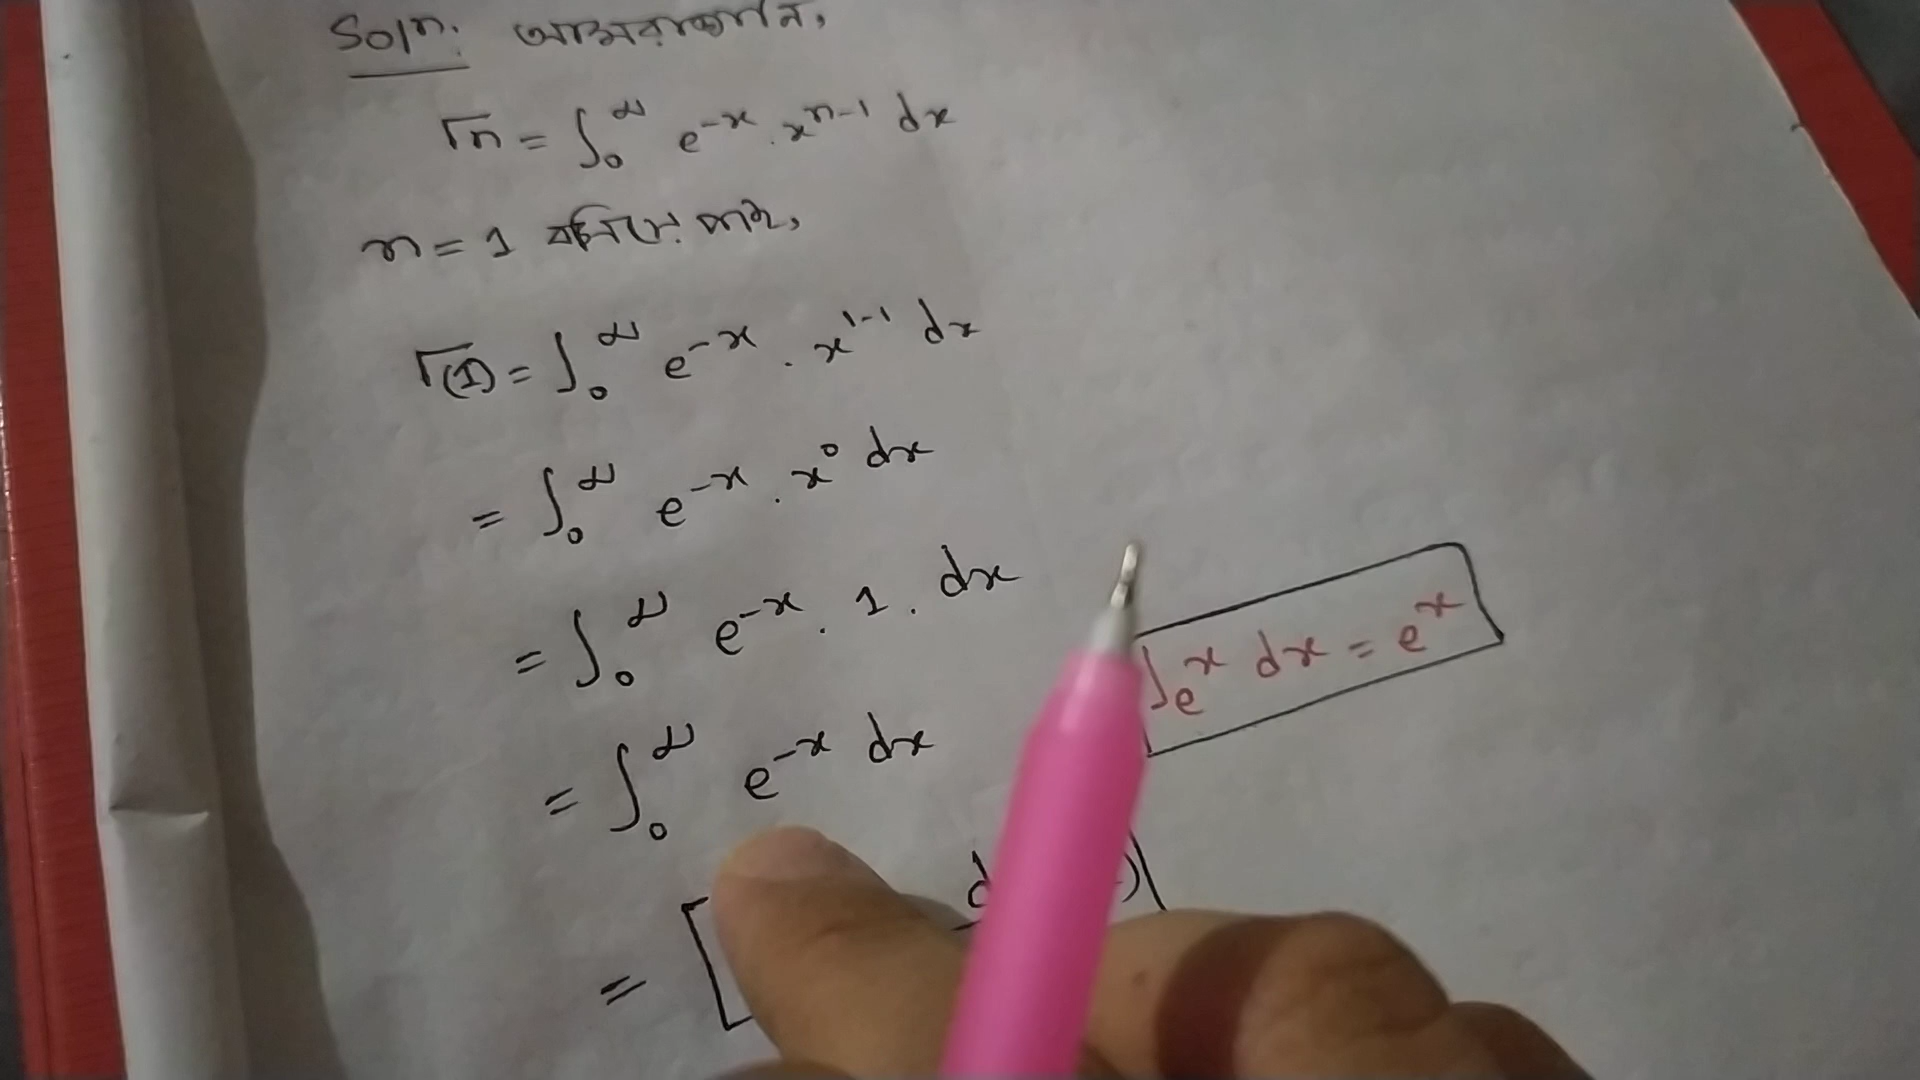 Soln: আমরা জানি,
Γn = ∫₀^∞ e^-x . x^n-1 dx
n = 1 বসিয়ে পাই,
Γ(1) = ∫₀^∞ e^-x . x^1-1 dx
= ∫₀^∞ e^-x . x^0 dx
= ∫₀^∞ e^-x . 1 . dx
∫e^x dx = e^x
= ∫₀^∞ e^-x dx
= [